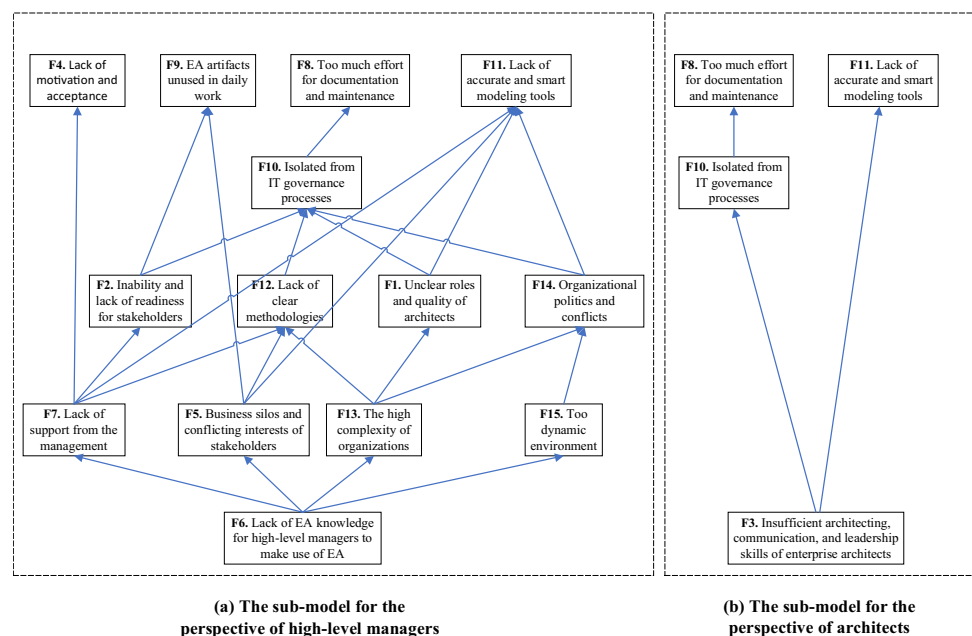 F4. Lack of
motivation and
acceptance
F9. EA artifacts
unused in daily
work
F8. Too much effort
for documentation
and maintenance
F11. Lack of
accurate and smart
modeling tools
F10. Isolated from
IT governance
processes
F2. Inability and
lack of readiness
for stakeholders
F12. Lack of
clear
methodologies
F1. Unclear roles
and quality of
architects
F14. Organizational
politics and
conflicts
F7. Lack of
support from the
management
F5. Business silos and
conflicting interests of
stakeholders
F13. The high
complexity of
organizations
F15. Too
dynamic
environment
F6. Lack of EA knowledge
for high-level managers to
make use of EA
(a) The sub-model for the
perspective of high-level managers
F8. Too much effort
for documentation
and maintenance
F11. Lack of
accurate and smart
modeling tools
F10. Isolated from
IT governance
processes
F3. Insufficient architecting,
communication, and leadership
skills of enterprise architects
(b) The sub-model for the
perspective of architects